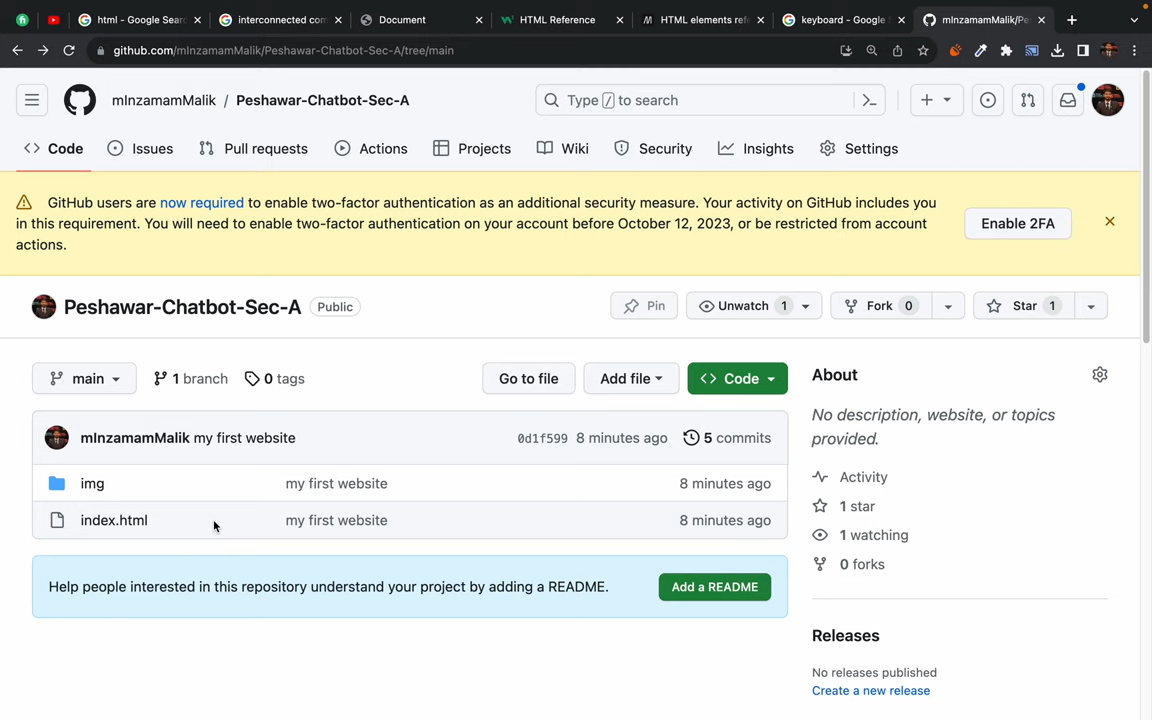 html - Google Sear
interconnected com
Document
HTML Reference
HTML elements refe
keyboard - Google
mInzamamMalik/Pe
github.com/mInzamamMalik/Peshawar-Chatbot-Sec-A/tree/main
mInzamamMalik / Peshawar-Chatbot-Sec-A
Type / to search
Code
Issues
Pull requests
Actions
Projects
Wiki
Security
Insights
Settings
GitHub users are now required to enable two-factor authentication as an additional security measure. Your activity on GitHub includes you
in this requirement. You will need to enable two-factor authentication on your account before October 12, 2023, or be restricted from account
actions.
Enable 2FA
Peshawar-Chatbot-Sec-A Public
Pin
Unwatch 1
Fork 0
Star 1
main
1 branch
0 tags
Go to file
Add file
Code
mInzamamMalik my first website 0d1f599 8 minutes ago 5 commits
img my first website 8 minutes ago
index.html my first website 8 minutes ago
Help people interested in this repository understand your project by adding a README.
Add a README
About
No description, website, or topics
provided.
Activity
1 star
1 watching
0 forks
Releases
No releases published
Create a new release